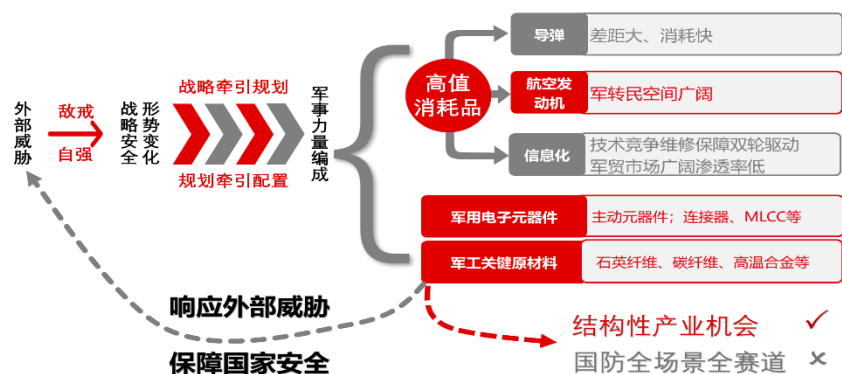 外部威胁
敌戒
自强
战略安全
形势变化
战略牵引规划
规划牵引配置
军事力量编成
高值
消耗品
导弹
差距大、消耗快
航空发
动机
军转民空间广阔
信息化
技术竞争维修保障双轮驱动
军贸市场广阔渗透率低
军用电子元器件
主动元器件；连接器、MLCC等
军工关键原材料
石英纤维、碳纤维、高温合金等
响应外部威胁
保障国家安全
结构性产业机会
国防全场景全赛道